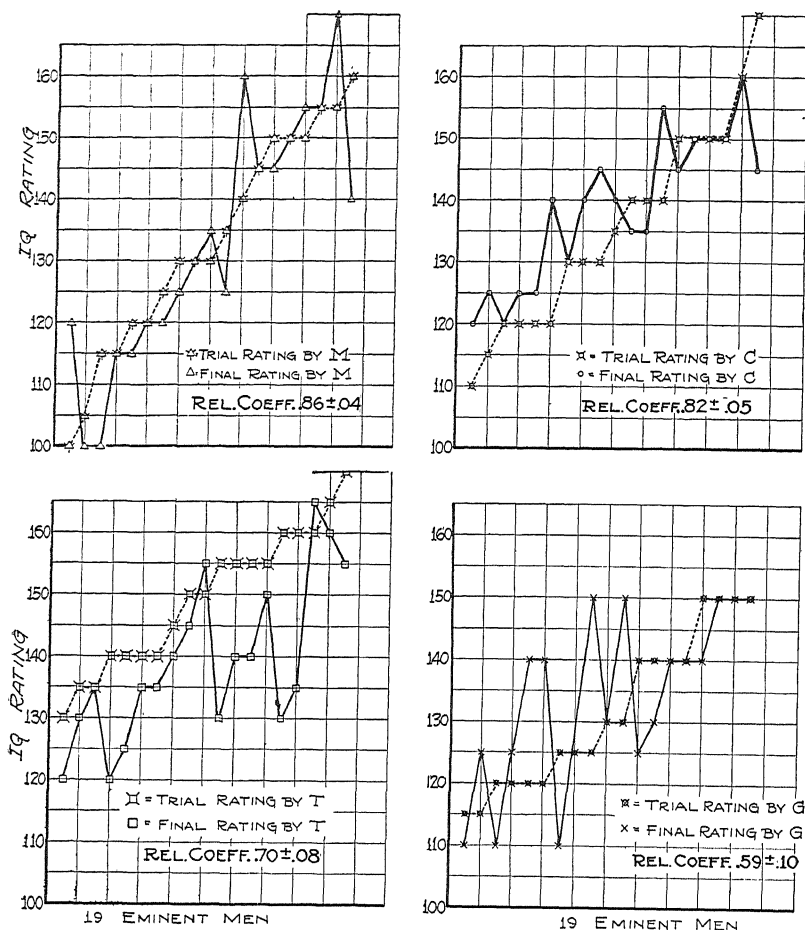 160
150
140
130
120
110
100
IQ RATING
TRIAL RATING BY M
FINAL RATING BY M
REL. COEFF. .86±.04
160
150
140
130
120
110
100
= TRIAL RATING BY C
= FINAL RATING BY C
REL. COEFF. .82±.05
160
150
140
130
120
110
100
IQ RATING
= TRIAL RATING BY T
= FINAL RATING BY T
REL. COEFF. .70±.08
19 EMINENT MEN
160
150
140
130
120
110
100
= TRIAL RATING BY G
= FINAL RATING BY G
REL. COEFF. .59±.10
19 EMINENT MEN